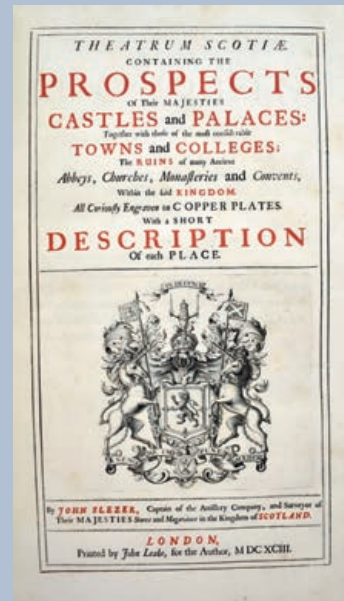 THEATRUM SCOTIÆ.
CONTAINING THE
PROSPECTS
Of Their MAJESTIES
CASTLES and PALACES:
Together with those of the most considerable
TOWNS and COLLEGES;
The RUINS of many Ancient
Abbeys, Churches, Monasteries and Convents,
Within the said KINGDOM.
All Curiously Engraven on COPPER PLATES.
With a SHORT
DESCRIPTION
Of each PLACE.
IN DEFENCE
By JOHN SLEZER, Captain of the Artillery Company, and Surveyor of
Their MAJESTIES Stores and Magazines in the Kingdom of SCOTLAND.
LONDON,
Printed by John Leake, for the Author, M DC XCIII.